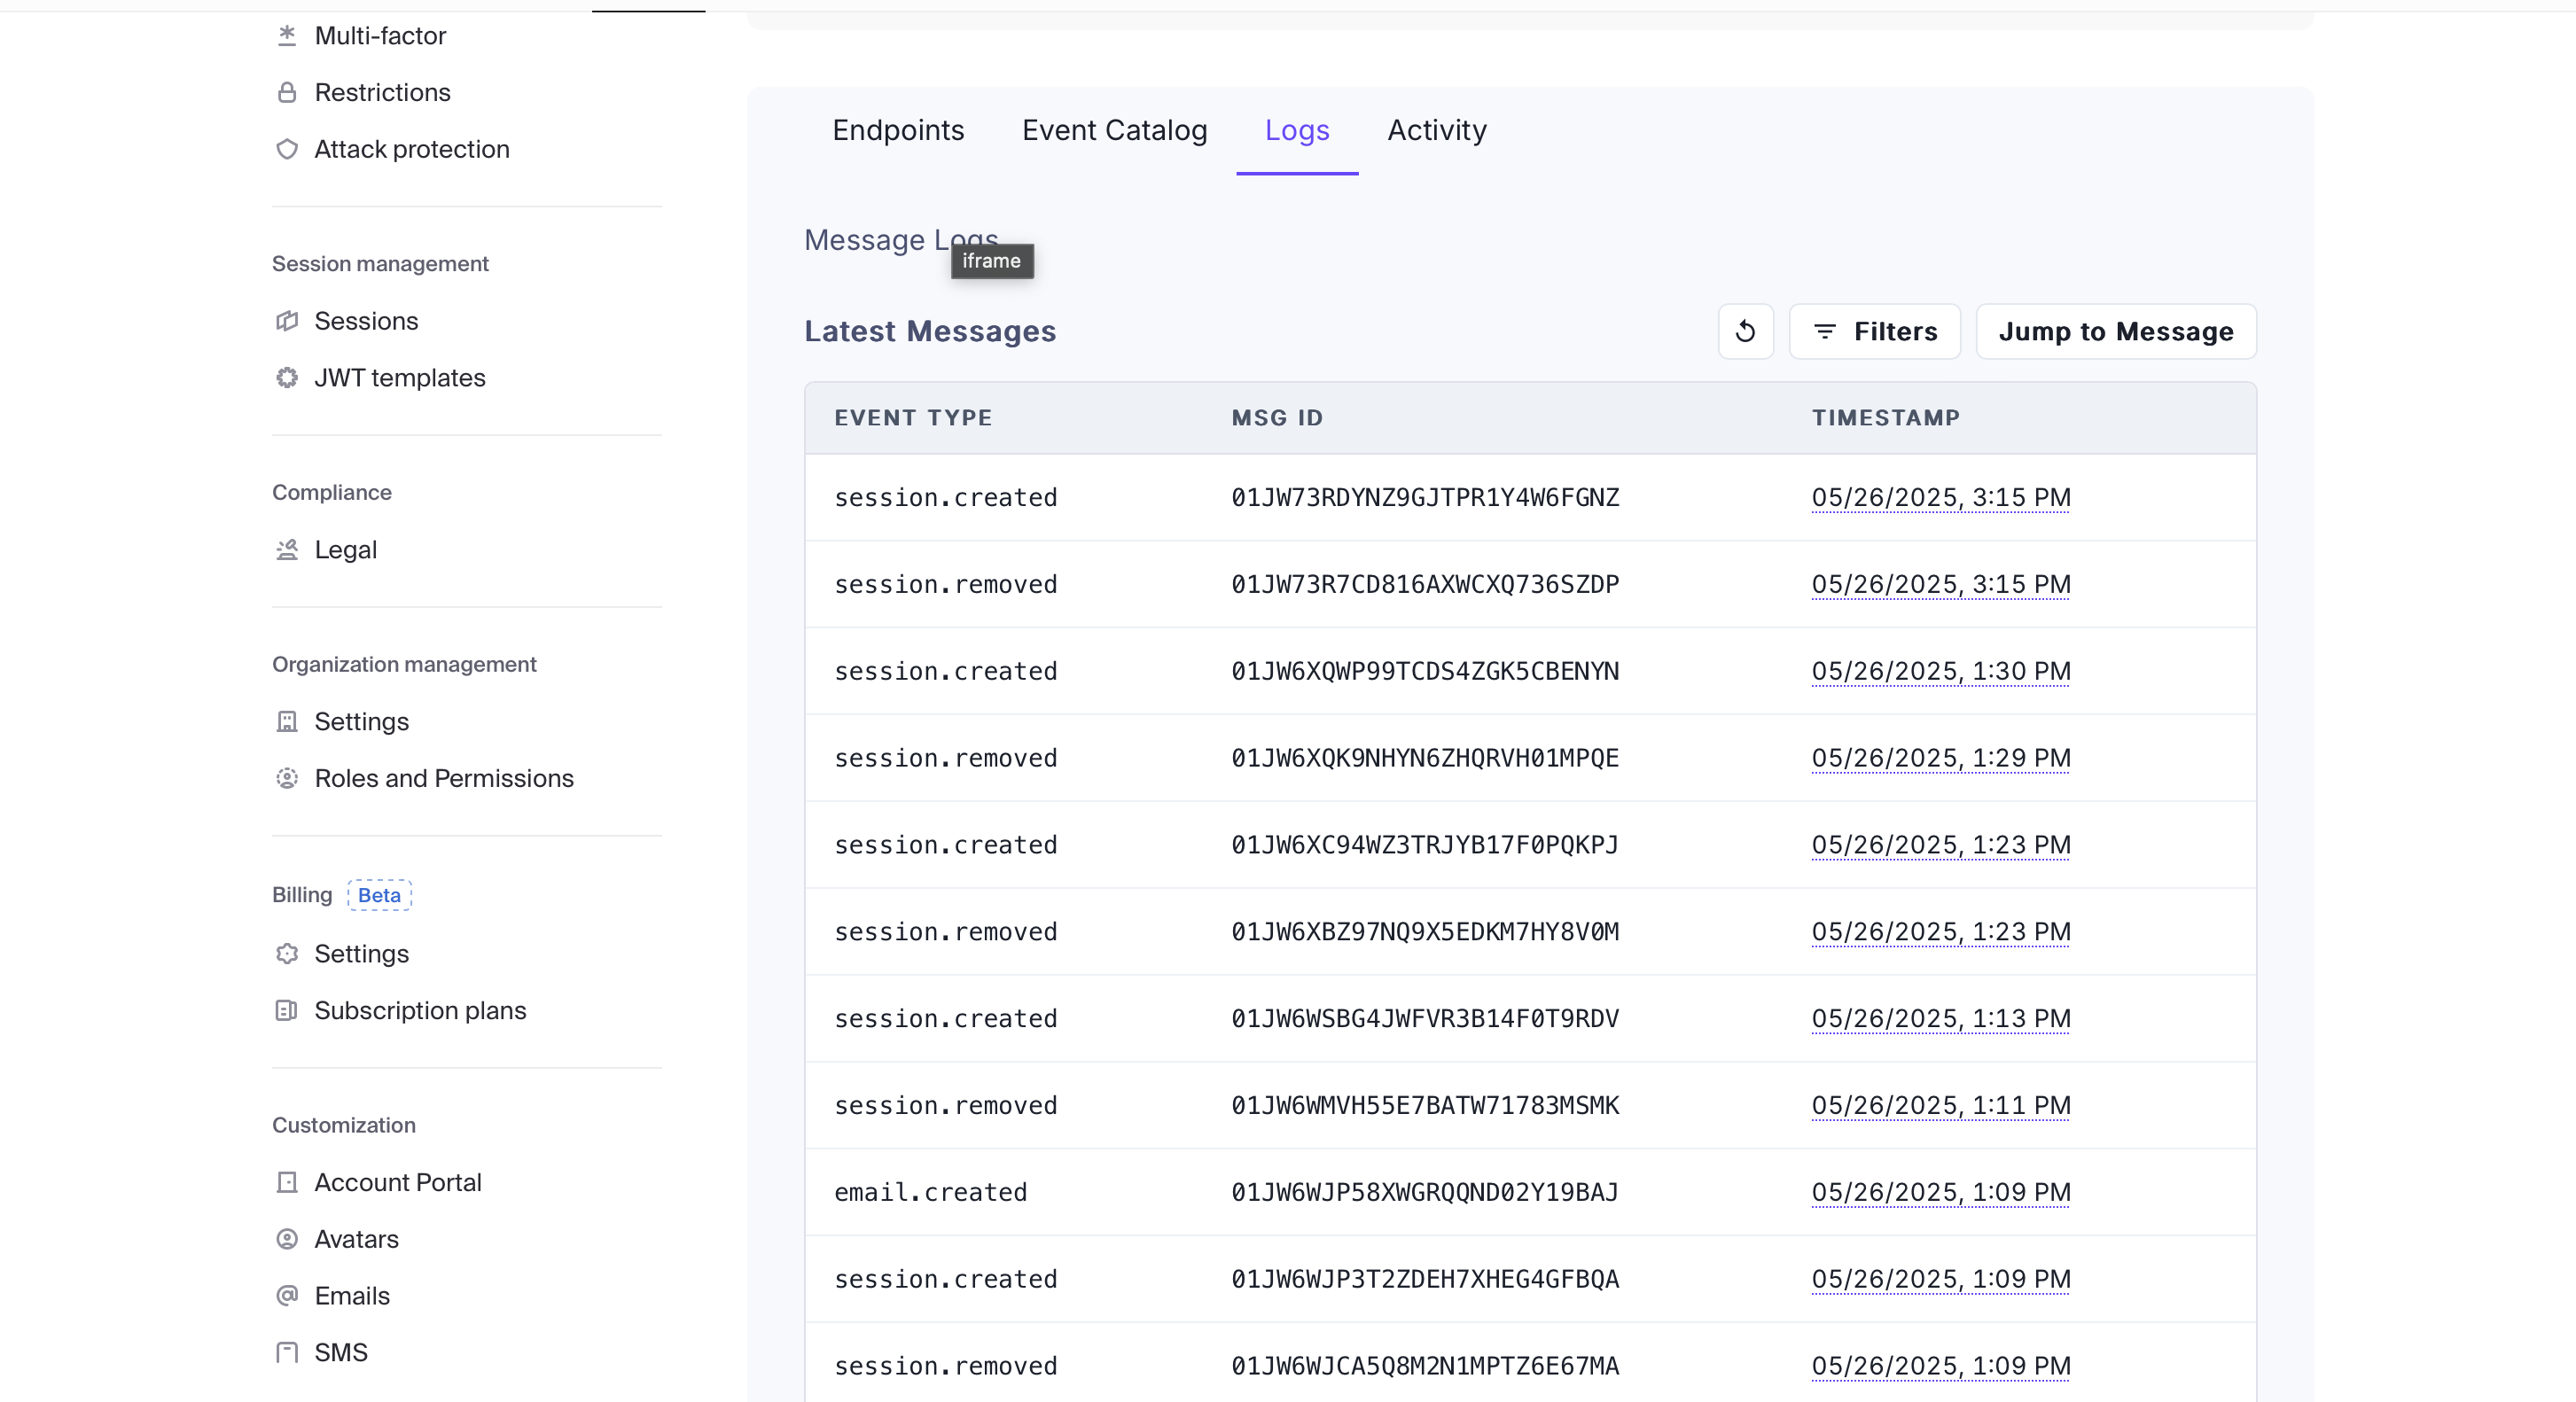 Multi-factor
Restrictions
Attack protection
Session management
Sessions
JWT templates
Compliance
Legal
Organization management
Settings
Roles and Permissions
Billing Beta
Settings
Subscription plans
Customization
Account Portal
Avatars
Emails
SMS
Endpoints Event Catalog Logs Activity
Message Logs
iframe
Latest Messages Filters Jump to Message
EVENT TYPE MSG ID TIMESTAMP
session.created 01JW73RDYNZ9GJTPR1Y4W6FGNZ 05/26/2025, 3:15 PM
session.removed 01JW73R7CD816AXWCXQ736SZDP 05/26/2025, 3:15 PM
session.created 01JW6XQWP99TCDS4ZGK5CBENYN 05/26/2025, 1:30 PM
session.removed 01JW6XQK9NHYN6ZHQRVH01MPQE 05/26/2025, 1:29 PM
session.created 01JW6XC94WZ3TRJYB17F0PQKPJ 05/26/2025, 1:23 PM
session.removed 01JW6XBZ97NQ9X5EDKM7HY8V0M 05/26/2025, 1:23 PM
session.created 01JW6WSBG4JWFVR3B14F0T9RDV 05/26/2025, 1:13 PM
session.removed 01JW6WMVH55E7BATW71783MSMK 05/26/2025, 1:11 PM
email.created 01JW6WJP58XWGRQQND02Y19BAJ 05/26/2025, 1:09 PM
session.created 01JW6WJP3T2ZDEH7XHEG4GFBQA 05/26/2025, 1:09 PM
session.removed 01JW6WJCA5Q8M2N1MPTZ6E67MA 05/26/2025, 1:09 PM